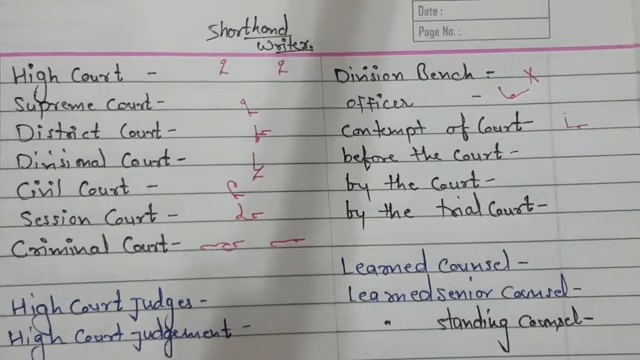 Shorthand
Writer.
Date :
Page No. :
High Court -
Supreme Court -
District Court -
Divisional Court -
Civil Court -
Session Court -
Criminal Court -
High Court Judges -
High Court judgement -
Division Bench =
officer -
contempt of Court -
before the court -
by the court -
by the trial Court -
Learned Counsel -
Learned senior Counsel -
" standing Counsel -